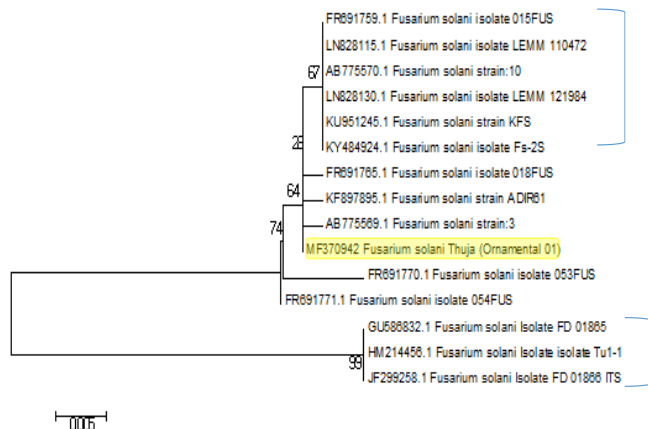 FR691759.1 Fusarium solani isolate 015FUS
LN828115.1 Fusarium solani isolate LEMM 110472
67
AB775570.1 Fusarium solani strain:10
LN828130.1 Fusarium solani isolate LEMM 121984
KU951245.1 Fusarium solani strain KFS
28
KY484924.1 Fusarium solani isolate Fs-2S
FR691765.1 Fusarium solani isolate 018FUS
64
KF897895.1 Fusarium solani strain ADIR61
74
AB775569.1 Fusarium solani strain:3
MF370942 Fusarium solani Thuja (Ornamental 01)
FR691770.1 Fusarium solani isolate 053FUS
FR691771.1 Fusarium solani isolate 054FUS
GU586832.1 Fusarium solani Isolate FD 01865
HM214456.1 Fusarium solani Isolate isolate Tu1-1
99
JF299258.1 Fusarium solani Isolate FD 01866 ITS
0.005